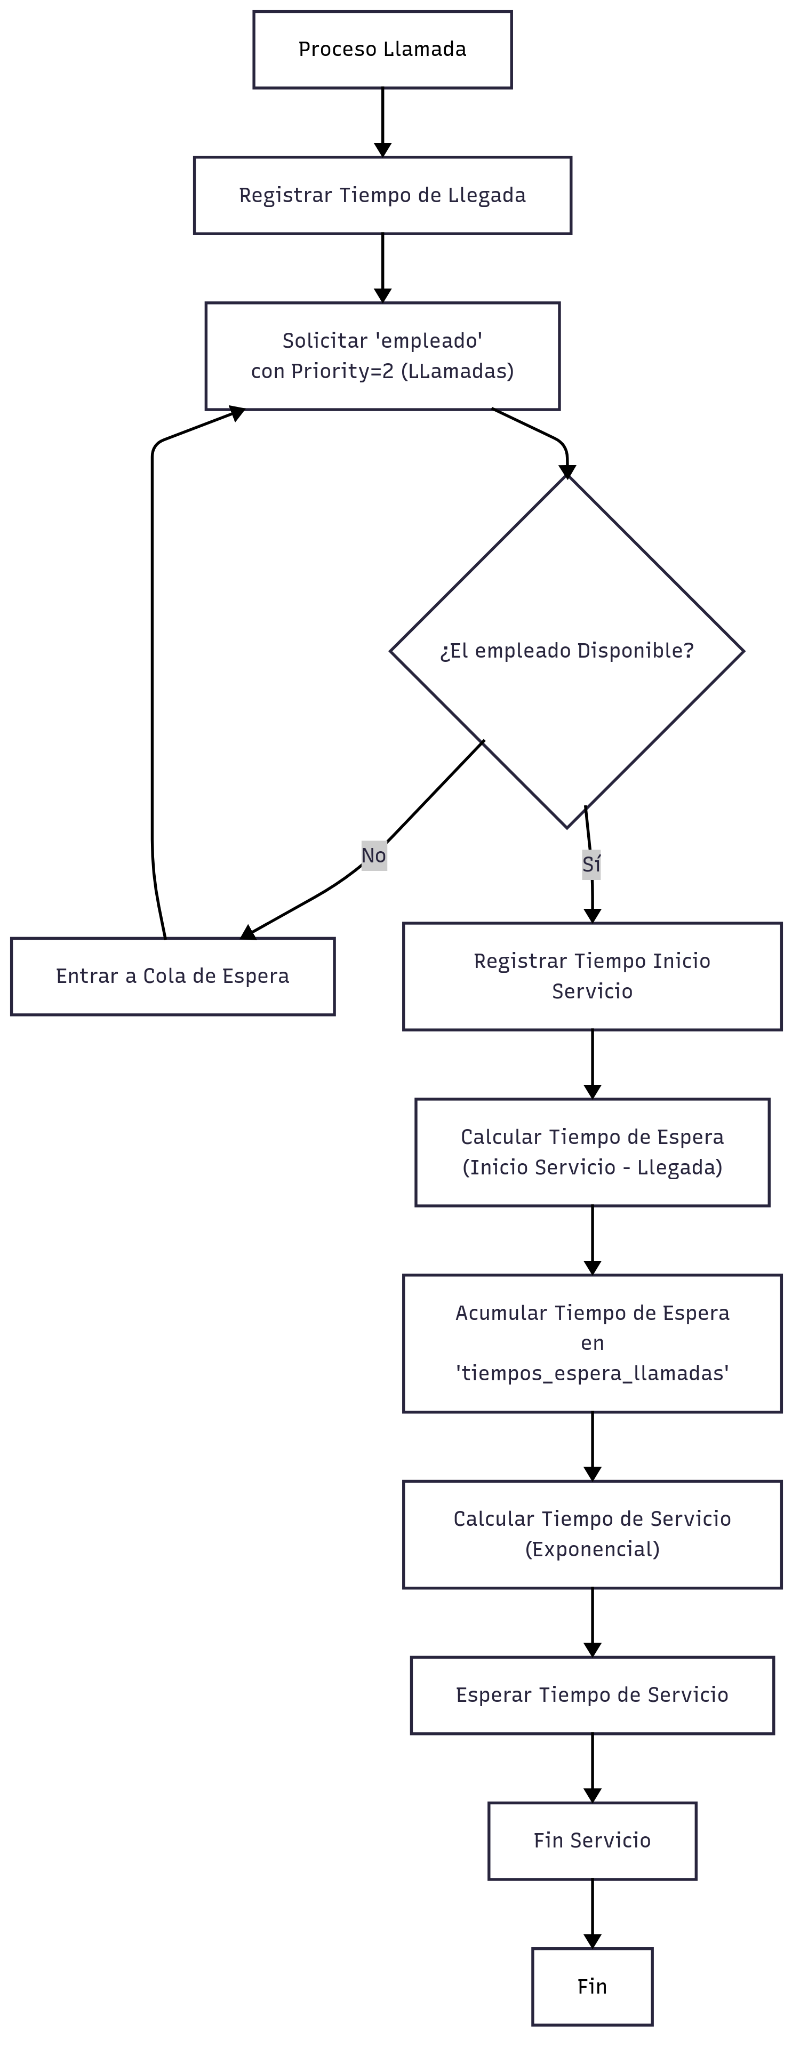 Proceso Llamada
Registrar Tiempo de Llegada
Solicitar 'empleado'
con Priority=2 (LLamadas)
¿El empleado Disponible?
No
Sí
Entrar a Cola de Espera
Registrar Tiempo Inicio
Servicio
Calcular Tiempo de Espera
(Inicio Servicio - Llegada)
Acumular Tiempo de Espera
en
'tiempos_espera_llamadas'
Calcular Tiempo de Servicio
(Exponencial)
Esperar Tiempo de Servicio
Fin Servicio
Fin